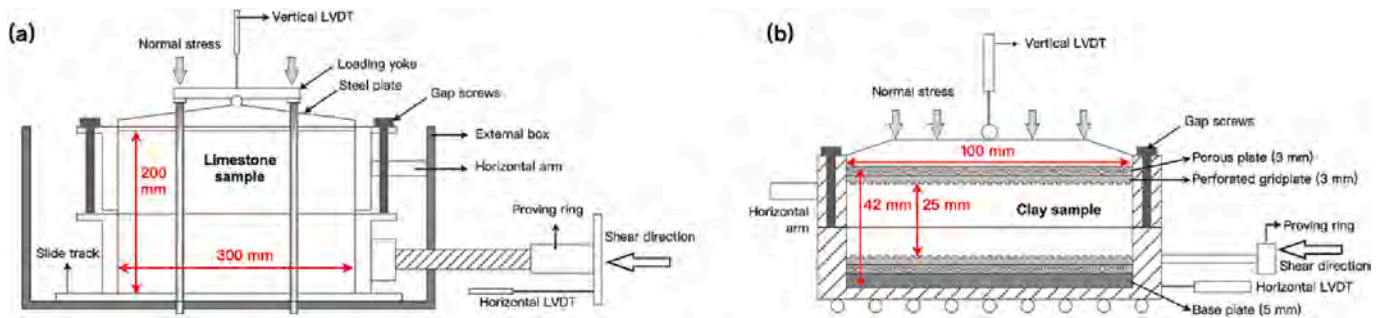 (a)
Vertical LVDT
Normal stress
Loading yoke
Steel plate
Gap screws
External box
Limestone
sample
200
mm
Horizontal arm
Proving ring
Shear direction
Slide track
300 mm
Horizontal LVDT
(b)
Vertical LVDT
Normal stress
Gap screws
100 mm
Porous plate (3 mm)
Perforated gridplate (3 mm)
42 mm
25 mm
Clay sample
Horizontal
arm
Proving ring
Shear direction
Horizontal LVDT
Base plate (5 mm)